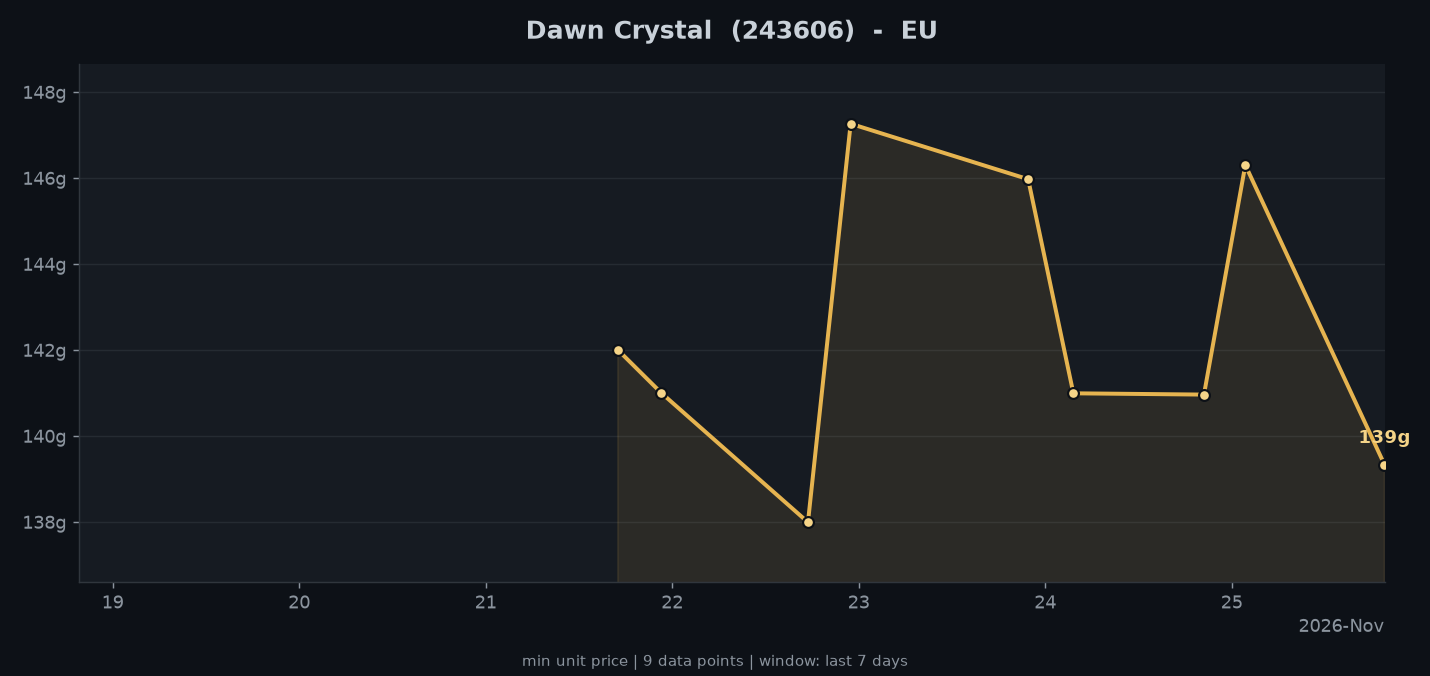 Dawn Crystal  (243606)  -  EU
148g
146g
144g
142g
140g
139g
138g
19 20 21 22 23 24 25
2026-Nov
min unit price | 9 data points | window: last 7 days